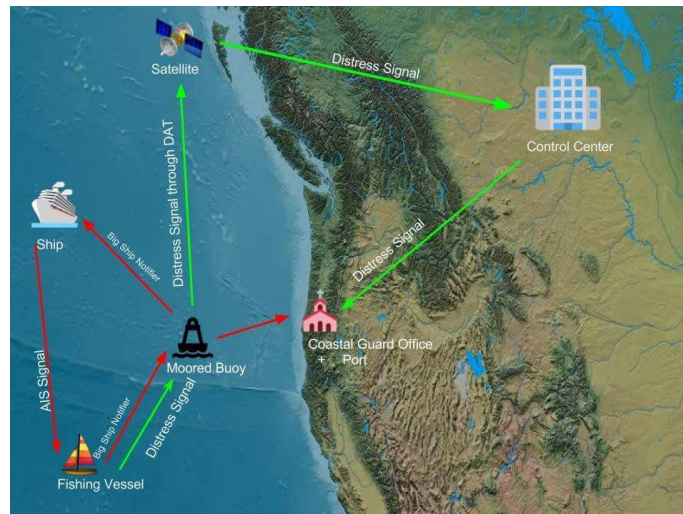 Satellite
Distress Signal
Control Center
Distress Signal through DAT
Ship
Big Ship Notifier
Distress Signal
AIS Signal
Moored Buoy
Coastal Guard Office
+ Port
Big Ship Notifier
Distress Signal
Fishing Vessel